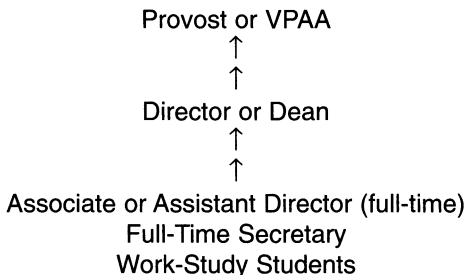 Provost or VPAA
↑
↑
Director or Dean
↑
↑
Associate or Assistant Director (full-time)
Full-Time Secretary
Work-Study Students